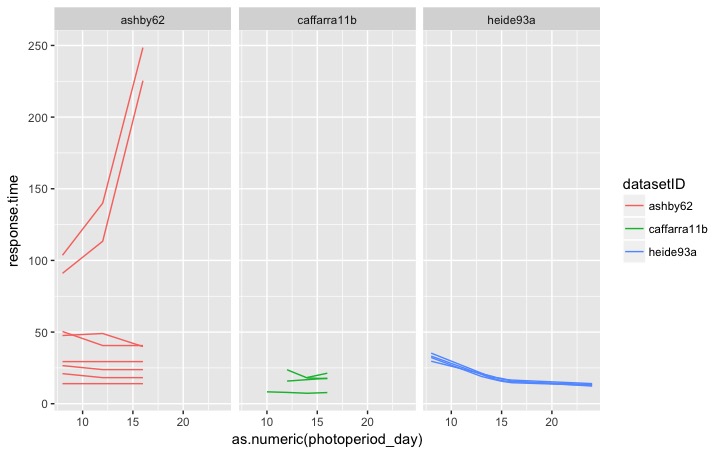 ashby62 caffarra11b heide93a
250
200
150
100
50
0
response.time
10 15 20 10 15 20 10 15 20
as.numeric(photoperiod_day)
datasetID
ashby62
caffarra11b
heide93a